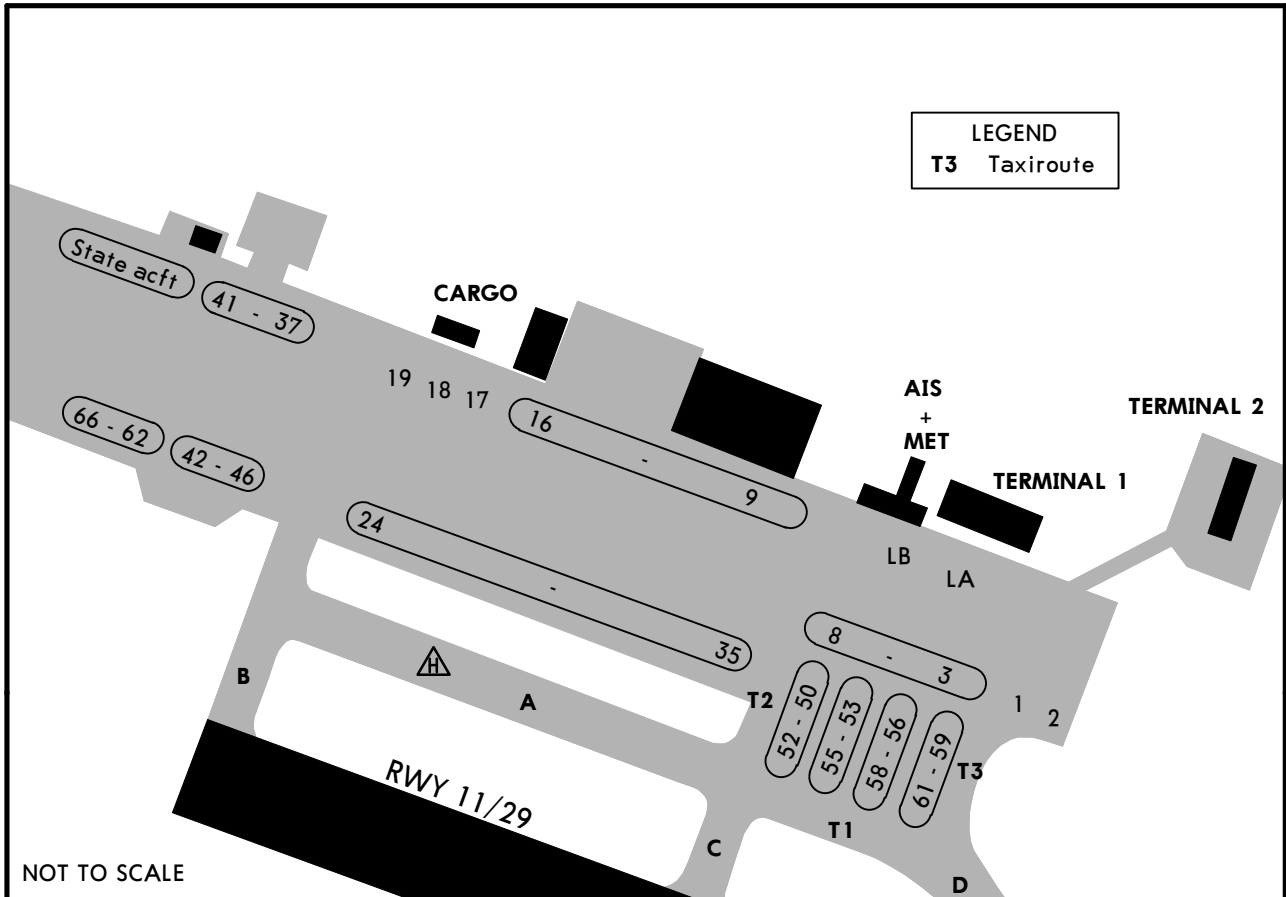 LEGEND
T3 Taxiroute
State acft
41 - 37
CARGO
19
18
17
16 - 9
AIS
+
MET
TERMINAL 2
TERMINAL 1
66 - 62
42 - 46
24 - 35
LB
LA
8 - 3
1
2
H
B
A
T2
52 - 50
55 - 53
58 - 56
61 - 59
T3
RWY 11/29
T1
C
D
NOT TO SCALE